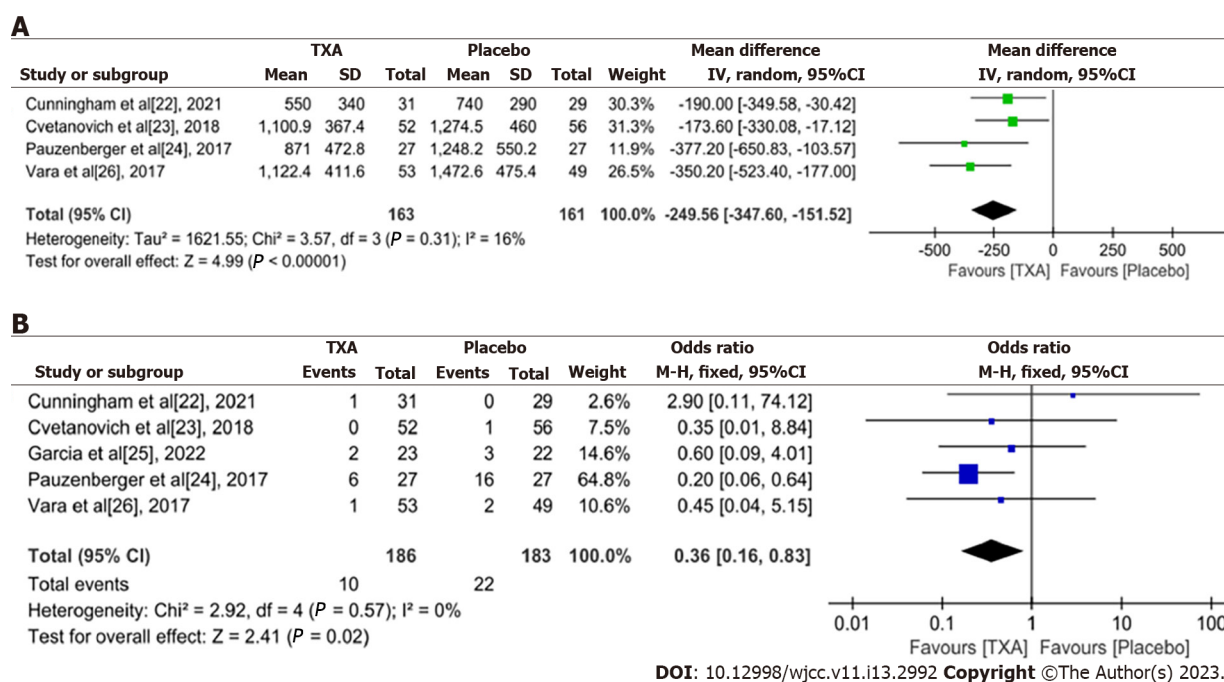 A
TXA Placebo Mean difference Mean difference
Study or subgroup Mean SD Total Mean SD Total Weight IV, random, 95%CI IV, random, 95%CI
Cunningham et al[22], 2021 550 340 31 740 290 29 30.3% -190.00 [-349.58, -30.42]
Cvetanovich et al[23], 2018 1,100.9 367.4 52 1,274.5 460 56 31.3% -173.60 [-330.08, -17.12]
Pauzenberger et al[24], 2017 871 472.8 27 1,248.2 550.2 27 11.9% -377.20 [-650.83, -103.57]
Vara et al[26], 2017 1,122.4 411.6 53 1,472.6 475.4 49 26.5% -350.20 [-523.40, -177.00]
Total (95% CI) 163 161 100.0% -249.56 [-347.60, -151.52]
Heterogeneity: Tau² = 1621.55; Chi² = 3.57, df = 3 (P = 0.31); I² = 16%
Test for overall effect: Z = 4.99 (P < 0.00001)
-500 -250 0 250 500
Favours [TXA] Favours [Placebo]
B
TXA Placebo Odds ratio Odds ratio
Study or subgroup Events Total Events Total Weight M-H, fixed, 95%CI M-H, fixed, 95%CI
Cunningham et al[22], 2021 1 31 0 29 2.6% 2.90 [0.11, 74.12]
Cvetanovich et al[23], 2018 0 52 1 56 7.5% 0.35 [0.01, 8.84]
Garcia et al[25], 2022 2 23 3 22 14.6% 0.60 [0.09, 4.01]
Pauzenberger et al[24], 2017 6 27 16 27 64.8% 0.20 [0.06, 0.64]
Vara et al[26], 2017 1 53 2 49 10.6% 0.45 [0.04, 5.15]
Total (95% CI) 186 183 100.0% 0.36 [0.16, 0.83]
Total events 10 22
Heterogeneity: Chi² = 2.92, df = 4 (P = 0.57); I² = 0%
Test for overall effect: Z = 2.41 (P = 0.02)
0.01 0.1 1 10 100
Favours [TXA] Favours [Placebo]
DOI: 10.12998/wjcc.v11.i13.2992 Copyright ©The Author(s) 2023.